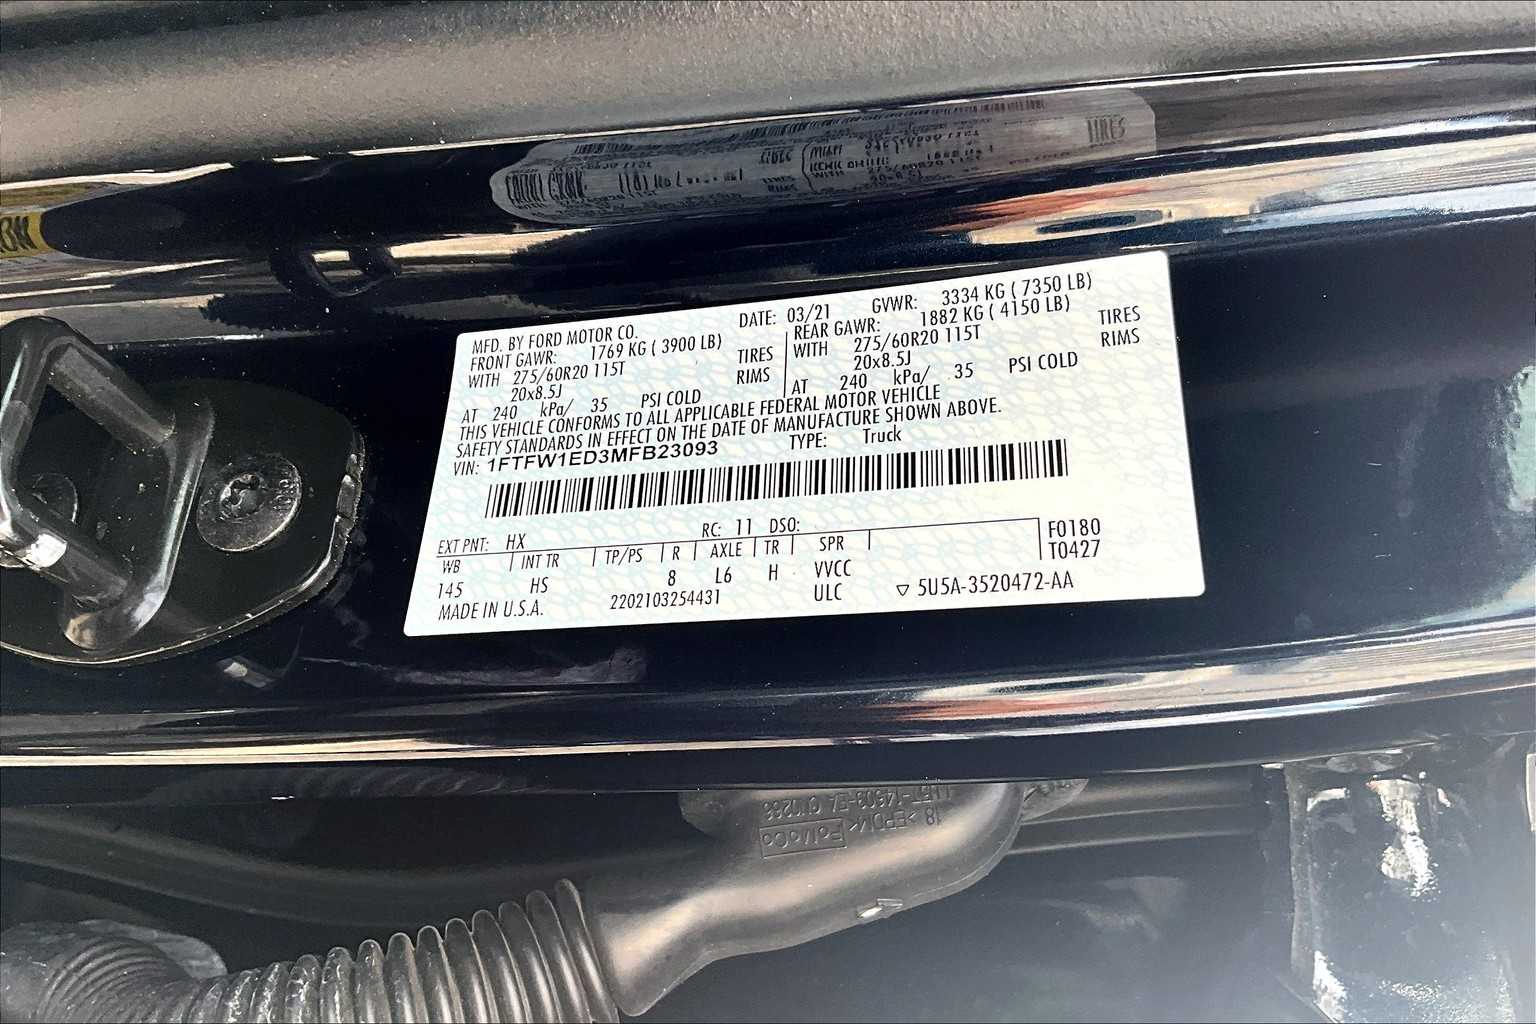 MFD. BY FORD MOTOR CO. DATE: 03/21 GVWR: 3334 KG ( 7350 LB)
FRONT GAWR: 1769 KG ( 3900 LB) REAR GAWR: 1882 KG ( 4150 LB)
WITH 275/60R20 115T TIRES WITH 275/60R20 115T TIRES
20x8.5J RIMS 20x8.5J RIMS
AT 240 kPa/ 35 PSI COLD AT 240 kPa/ 35 PSI COLD
THIS VEHICLE CONFORMS TO ALL APPLICABLE FEDERAL MOTOR VEHICLE
SAFETY STANDARDS IN EFFECT ON THE DATE OF MANUFACTURE SHOWN ABOVE.
VIN: 1FTFW1ED3MFB23093 TYPE: Truck
EXT PNT: HX RC: 11 DSO:
WB INT TR TP/PS R AXLE TR SPR F0180
145 HS 8 L6 H VVCC T0427
MADE IN U.S.A. 2202103254431 ULC ▽ 5U5A-3520472-AA
18 >EPDM< FoMoCo